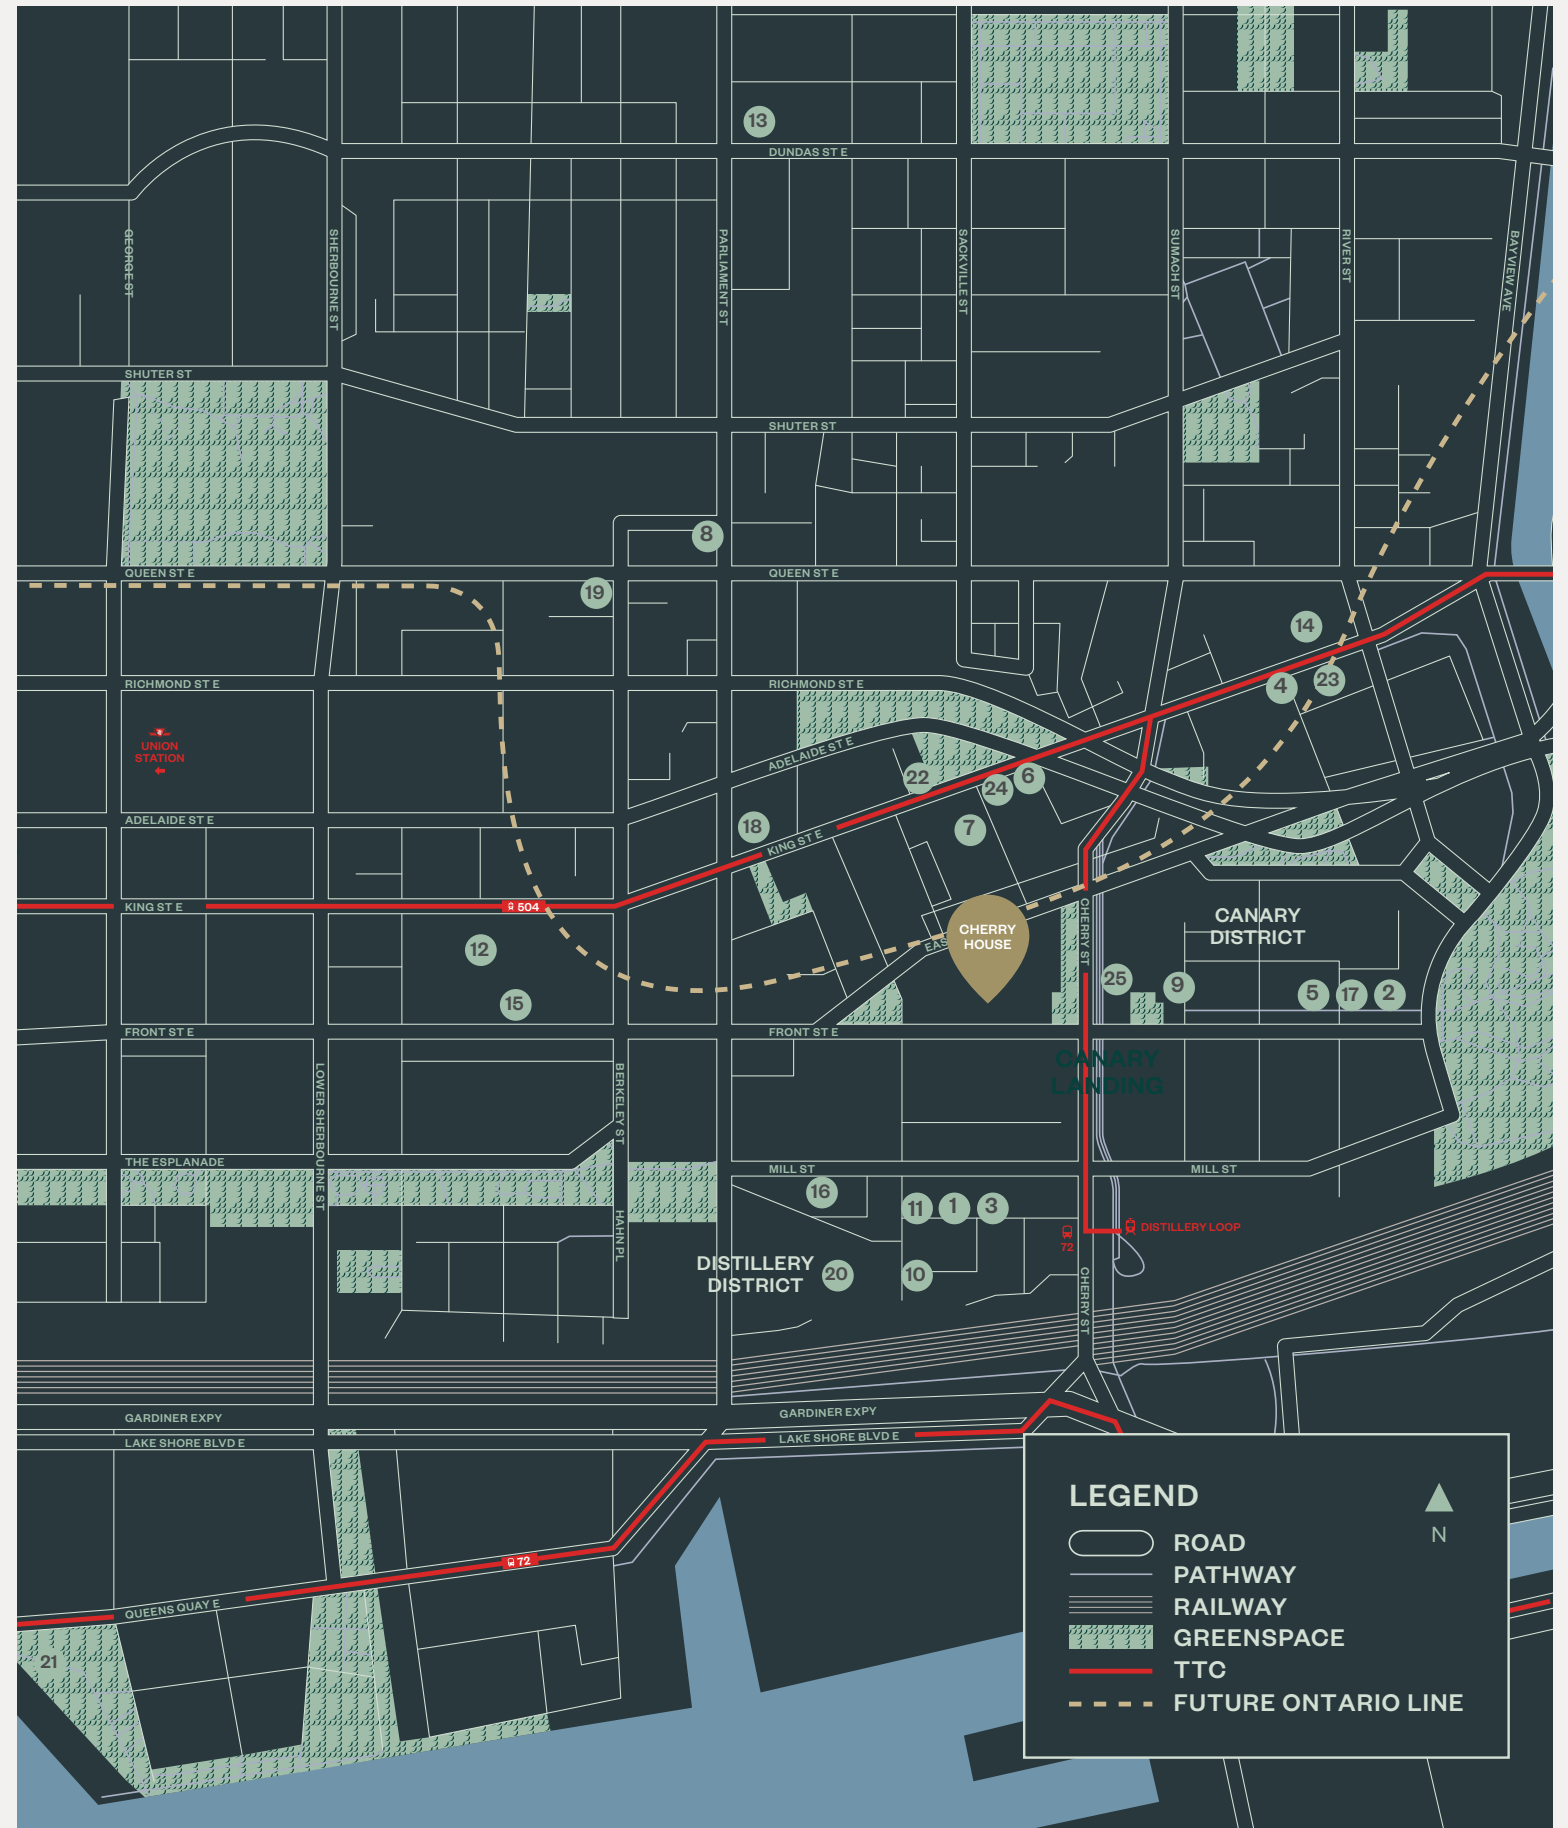 13
DUNDAS ST E
GEORGE ST
SHERBOURNE ST
PARLIAMENT ST
SACKVILLE ST
SUMACH ST
RIVER ST
BAYVIEW AVE
SHUTER ST
SHUTER ST
8
QUEEN ST E
QUEEN ST E
19
14
RICHMOND ST E
RICHMOND ST E
4
23
UNION
STATION
ADELAIDE ST E
22
24
6
ADELAIDE ST E
18
7
KING ST E
KING ST E
504
CHERRY
HOUSE
EAS
CHERRY ST
CANARY
DISTRICT
12
15
25
9
5
17
2
FRONT ST E
FRONT ST E
CANARY
LANDING
LOWER SHERBOURNE ST
BERKELEY ST
THE ESPLANADE
MILL ST
MILL ST
16
11
1
3
72
DISTILLERY LOOP
HAHN PL
DISTILLERY
DISTRICT
20
10
CHERRY ST
GARDINER EXPY
GARDINER EXPY
LAKE SHORE BLVD E
LAKE SHORE BLVD E
72
QUEENS QUAY E
21
LEGEND
N
ROAD
PATHWAY
RAILWAY
GREENSPACE
TTC
FUTURE ONTARIO LINE